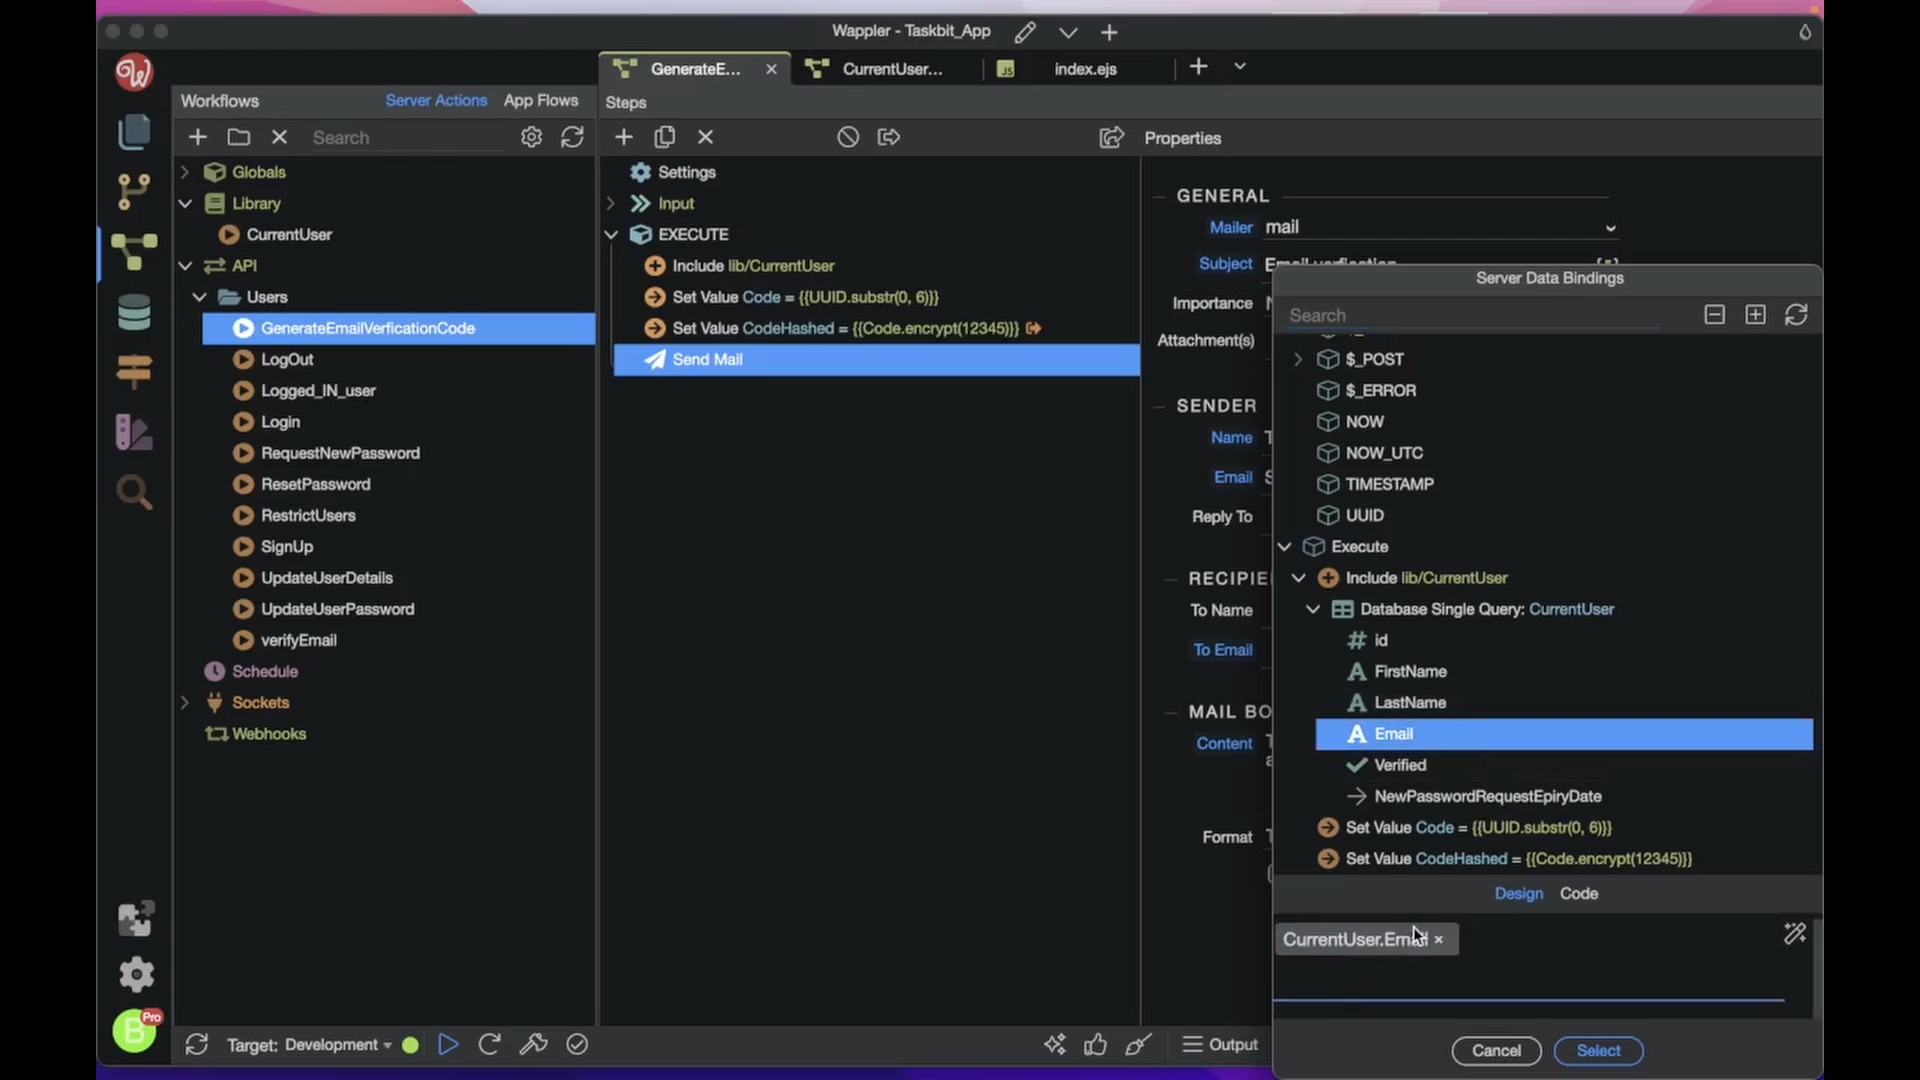 Wappler - Taskbit_App
GenerateE...
CurrentUser...
JS
index.ejs
Workflows
Server Actions
App Flows
Steps
Search
Properties
Globals
Library
CurrentUser
API
Users
GenerateEmailVerficationCode
LogOut
Logged_IN_user
Login
RequestNewPassword
ResetPassword
RestrictUsers
SignUp
UpdateUserDetails
UpdateUserPassword
verifyEmail
Schedule
Sockets
Webhooks
Settings
Input
EXECUTE
Include lib/CurrentUser
Set Value Code = {{UUID.substr(0, 6)}}
Set Value CodeHashed = {{Code.encrypt(12345)}}
Send Mail
GENERAL
Mailer
mail
Subject
Email verfication
Importance
Attachment(s)
SENDER
Name
Email
Reply To
RECIPIE
To Name
To Email
MAIL BO
Content
Format
Server Data Bindings
Search
$_POST
$_ERROR
NOW
NOW_UTC
TIMESTAMP
UUID
Execute
Include lib/CurrentUser
Database Single Query: CurrentUser
id
FirstName
LastName
Email
Verified
NewPasswordRequestEpiryDate
Set Value Code = {{UUID.substr(0, 6)}}
Set Value CodeHashed = {{Code.encrypt(12345)}}
Design
Code
CurrentUser.Email
Cancel
Select
B
Pro
Target: Development
Output